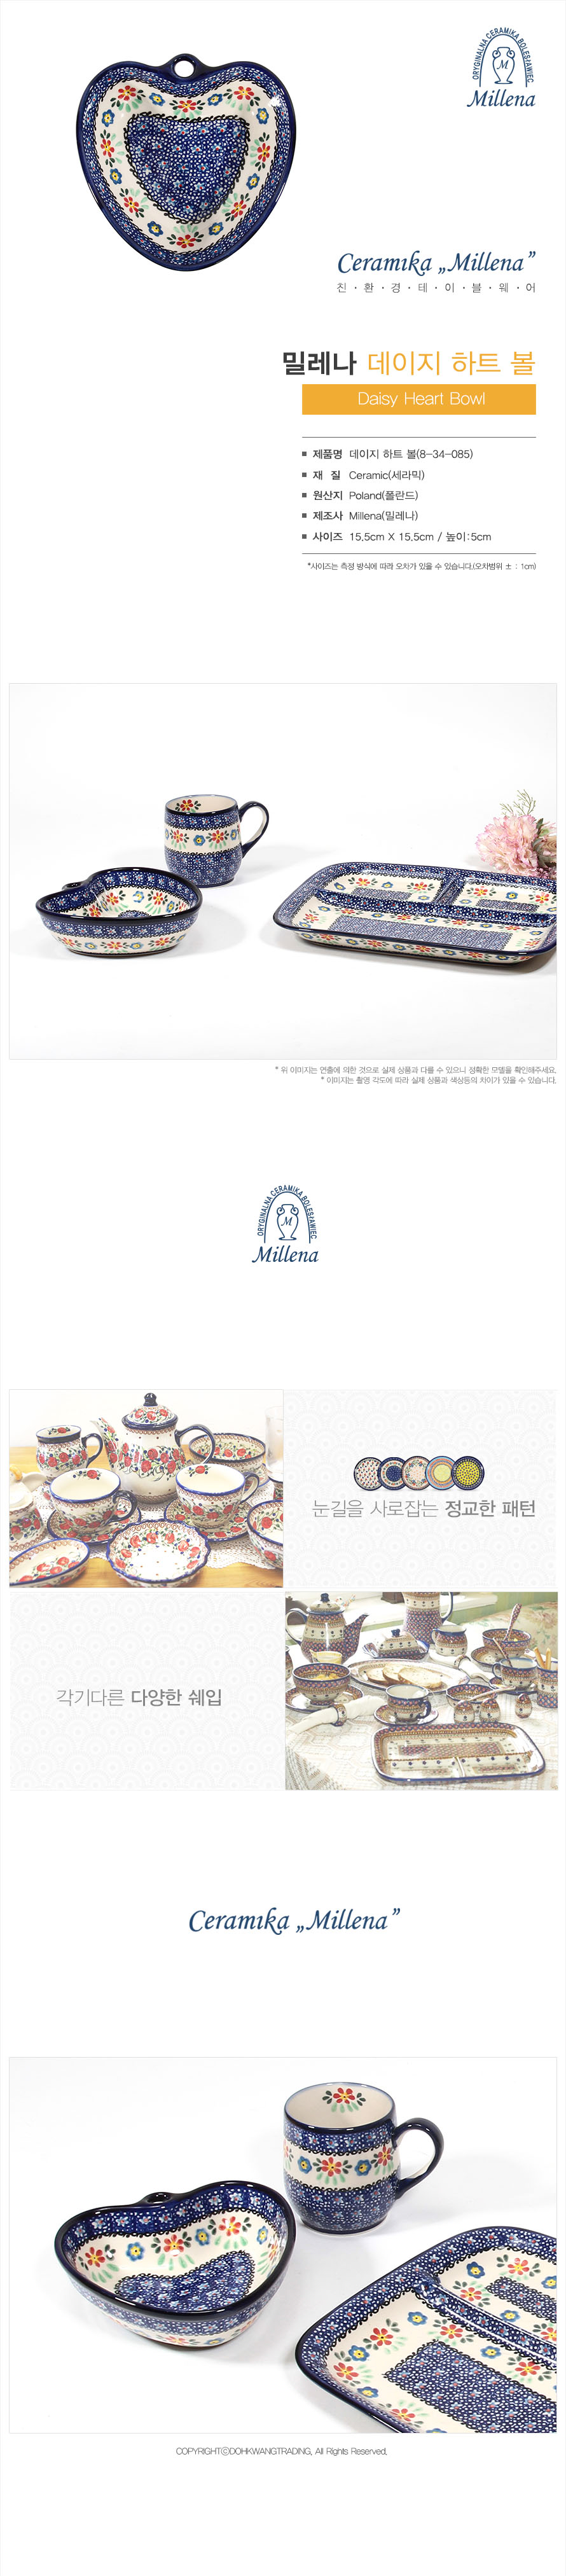 ORYGINALNA CERAMIKA BOLESŁAWIEC
M
Millena
Ceramika „Millena”
친·환·경·테·이·블·웨·어
밀레나 데이지 하트 볼
Daisy Heart Bowl
제품명 데이지 하트 볼(8-34-085)
재 질 Ceramic(세라믹)
원산지 Poland(폴란드)
제조사 Millena(밀레나)
사이즈 15.5cm X 15.5cm / 높이:5cm
*사이즈는 측정 방식에 따라 오차가 있을 수 있습니다.(오차범위 ± : 1cm)
* 위 이미지는 연출에 의한 것으로 실제 상품과 다를 수 있으니 정확한 모델을 확인해주세요.
* 이미지는 촬영 각도에 따라 실제 상품과 색상등의 차이가 있을 수 있습니다.
ORYGINALNA CERAMIKA BOLESŁAWIEC
M
Millena
눈길을 사로잡는 정교한 패턴
각기다른 다양한 쉐입
Ceramika „Millena”
COPYRIGHTⓒDOHKWANGTRADING, All Rights Reserved.